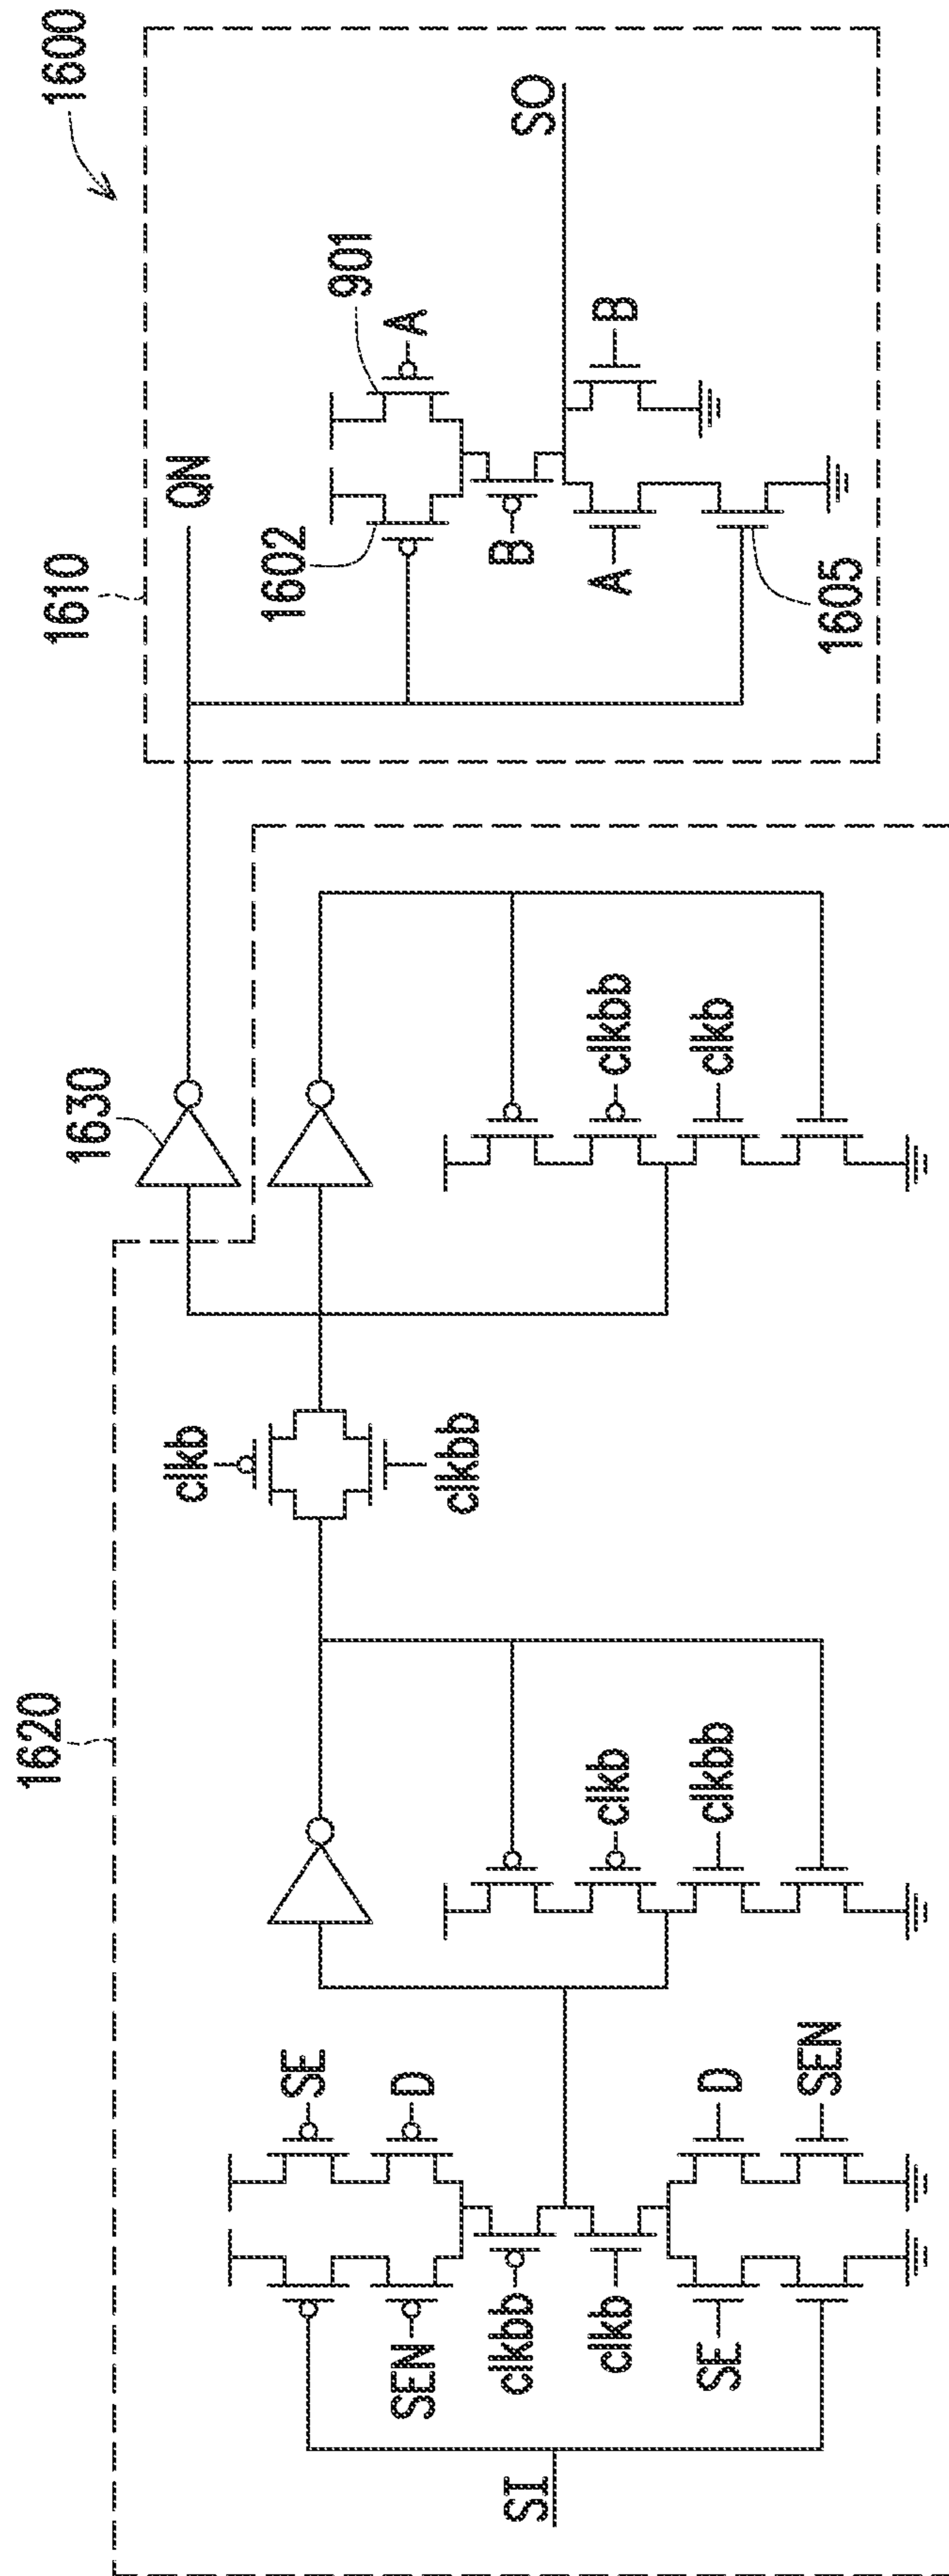 1600
1610
QN
901
A
1602
B
SO
A
B
1605
1620
1630
clkb
clkbb
clkbb
clkb
clkb
clkbb
SE
D
SEN
clkbb
clkb
D
SE
SEN
SI